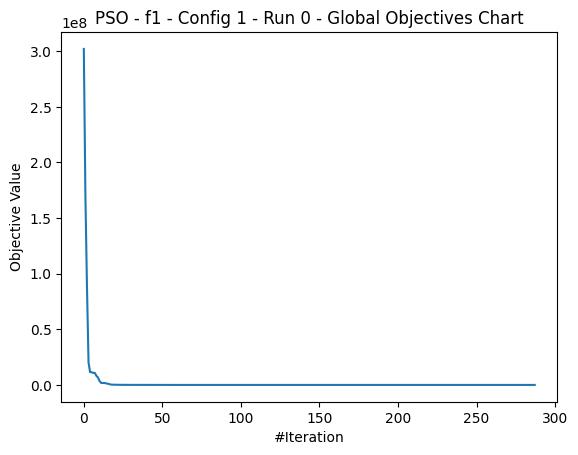 PSO - f1 - Config 1 - Run 0 - Global Objectives Chart
1e8
3.0
2.5
2.0
1.5
1.0
0.5
0.0
Objective Value
0 50 100 150 200 250 300
#Iteration